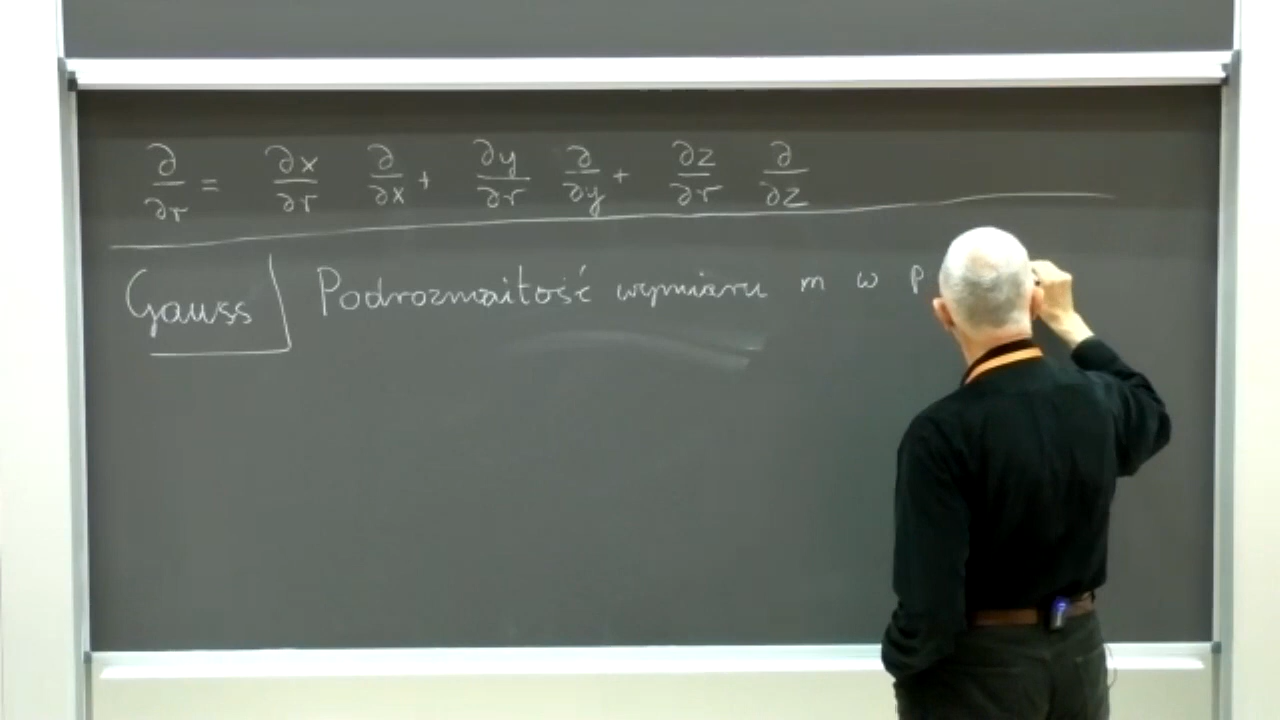 ∂/∂r = ∂x/∂r ∂/∂x + ∂y/∂r ∂/∂y + ∂z/∂r ∂/∂z
Gauss Podrozmaitość wymiaru m w p